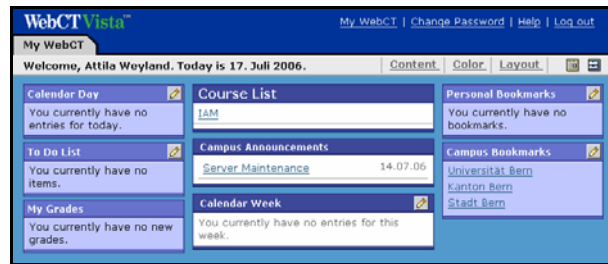 WebCT Vista™
My WebCT | Change Password | Help | Log out
My WebCT
Welcome, Attila Weyland. Today is 17. Juli 2006.
Content Color Layout
Calendar Day
You currently have no
entries for today.
To Do List
You currently have no
items.
My Grades
You currently have no new
grades.
Course List
IAM
Campus Announcements
Server Maintenance 14.07.06
Calendar Week
You currently have no entries for this
week.
Personal Bookmarks
You currently have no
bookmarks.
Campus Bookmarks
Universität Bern
Kanton Bern
Stadt Bern